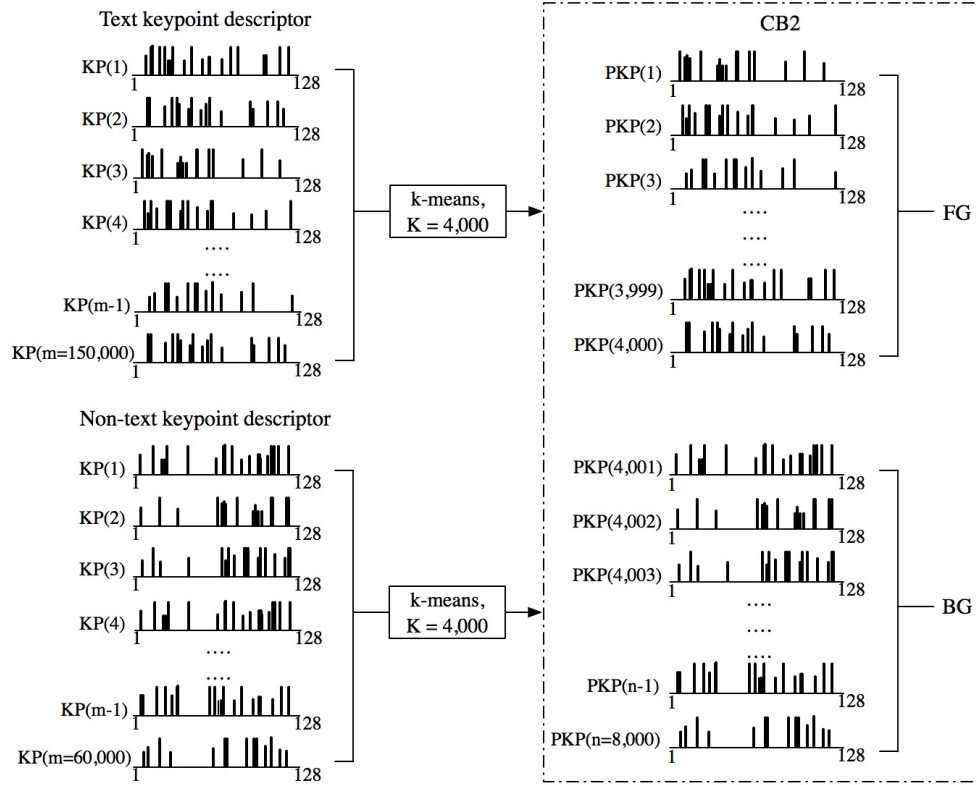 Text keypoint descriptor
KP(1)
1 128
KP(2)
1 128
KP(3)
1 128
KP(4)
1 128
....
....
KP(m-1)
1 128
KP(m=150,000)
1 128
k-means,
K = 4,000
Non-text keypoint descriptor
KP(1)
1 128
KP(2)
1 128
KP(3)
1 128
KP(4)
1 128
....
....
KP(m-1)
1 128
KP(m=60,000)
1 128
k-means,
K = 4,000
CB2
PKP(1)
1 128
PKP(2)
1 128
PKP(3)
1 128
....
....
....
PKP(3,999)
1 128
PKP(4,000)
1 128
FG
PKP(4,001)
1 128
PKP(4,002)
1 128
PKP(4,003)
1 128
....
....
....
PKP(n-1)
1 128
PKP(n=8,000)
1 128
BG